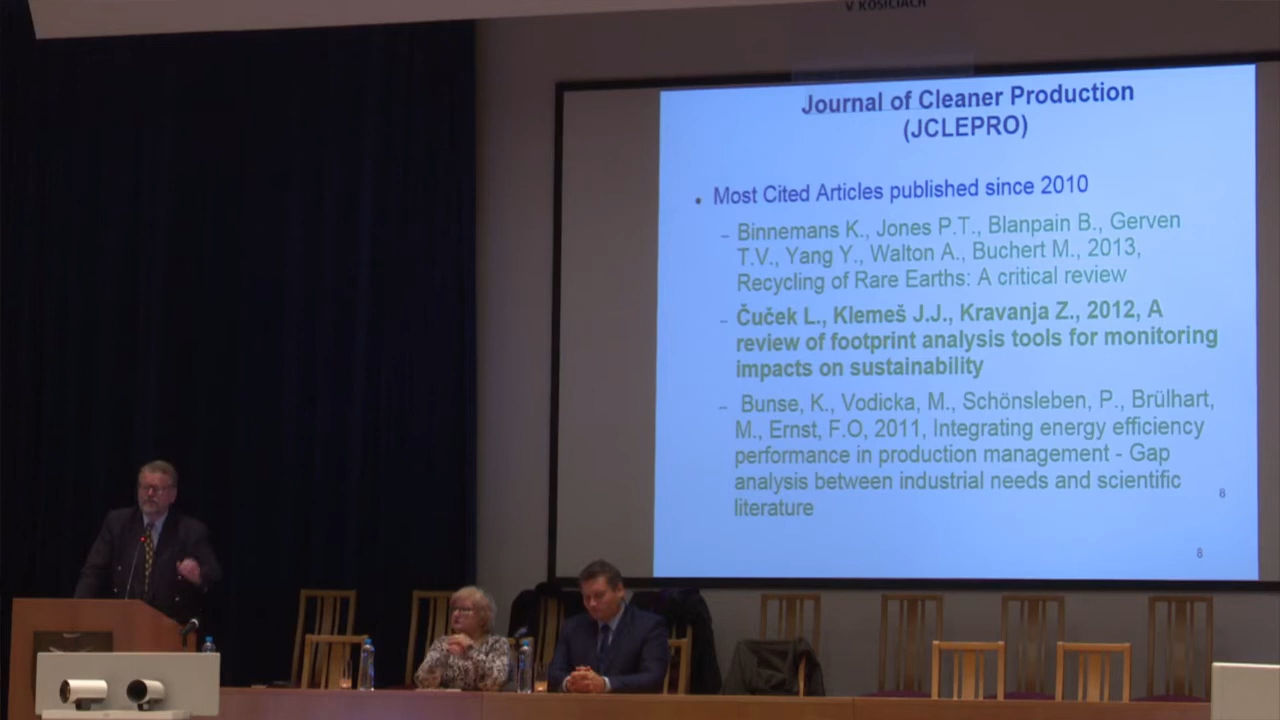 V KOŠICIACH
Journal of Cleaner Production
(JCLEPRO)
• Most Cited Articles published since 2010
– Binnemans K., Jones P.T., Blanpain B., Gerven
T.V., Yang Y., Walton A., Buchert M., 2013,
Recycling of Rare Earths: A critical review
– Čuček L., Klemeš J.J., Kravanja Z., 2012, A
review of footprint analysis tools for monitoring
impacts on sustainability
– Bunse, K., Vodicka, M., Schönsleben, P., Brülhart,
M., Ernst, F.O, 2011, Integrating energy efficiency
performance in production management - Gap
analysis between industrial needs and scientific
literature
8
8